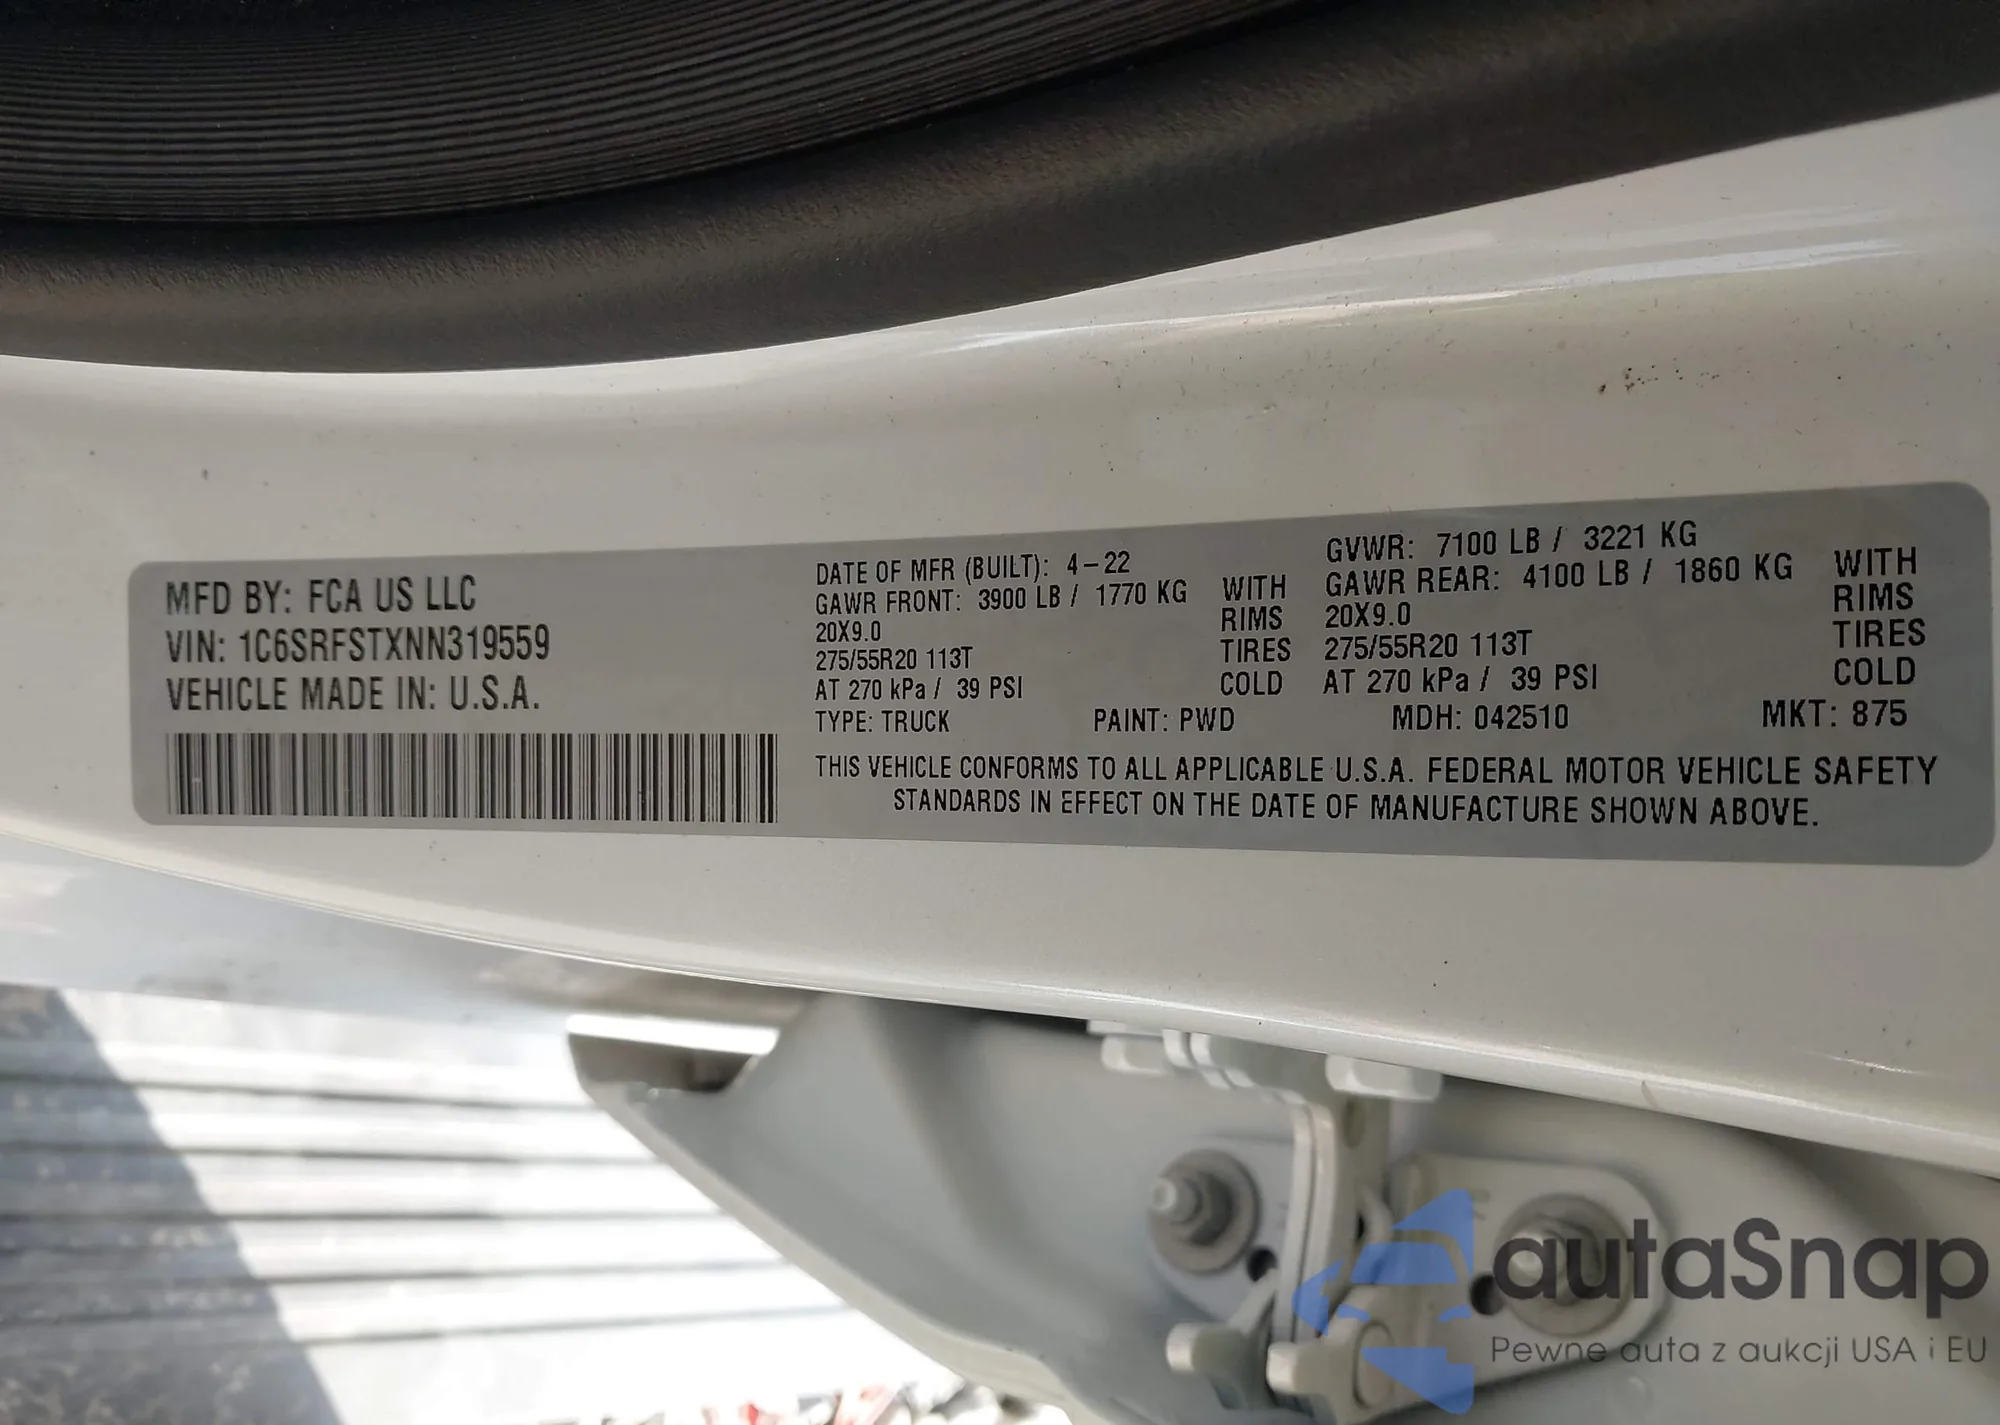 MFD BY: FCA US LLC
VIN: 1C6SRFSTXNN319559
VEHICLE MADE IN: U.S.A.
DATE OF MFR (BUILT): 4-22
GAWR FRONT: 3900 LB / 1770 KG WITH
20X9.0 RIMS
275/55R20 113T TIRES
AT 270 kPa / 39 PSI COLD
GVWR: 7100 LB / 3221 KG
GAWR REAR: 4100 LB / 1860 KG WITH
20X9.0 RIMS
275/55R20 113T TIRES
AT 270 kPa / 39 PSI COLD
TYPE: TRUCK PAINT: PWD MDH: 042510 MKT: 875
THIS VEHICLE CONFORMS TO ALL APPLICABLE U.S.A. FEDERAL MOTOR VEHICLE SAFETY
STANDARDS IN EFFECT ON THE DATE OF MANUFACTURE SHOWN ABOVE.
autaSnap
Pewne auta z aukcji USA i EU